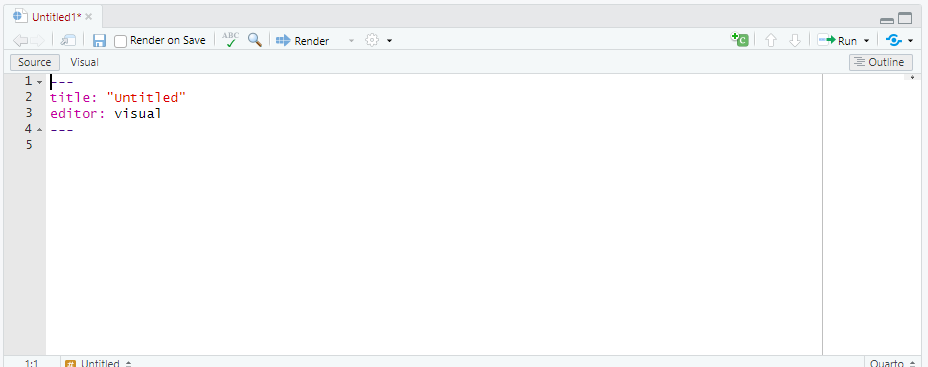 Untitled1*
Render on Save ABC Render C Run
Source Visual Outline
1 ---
2 title: "Untitled"
3 editor: visual
4 ---
5
1:1 # Untitled Quarto